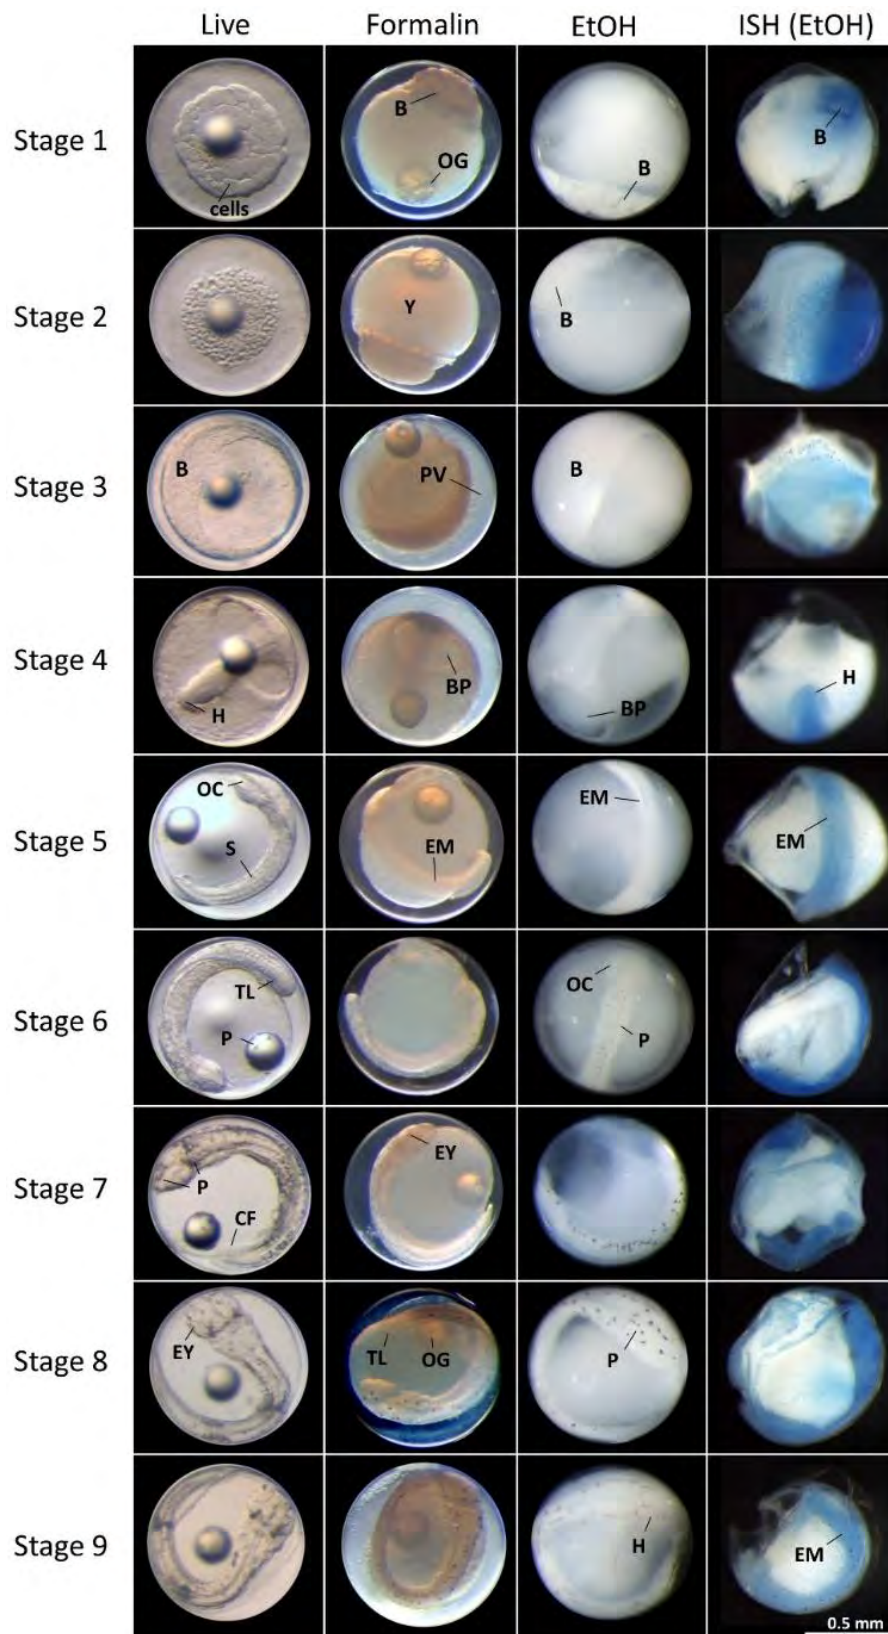 Live Formalin EtOH ISH (EtOH)
Stage 1
B
OG
cells
B
B
Stage 2
Y
B
Stage 3
B
PV
B
Stage 4
H
BP
BP
H
Stage 5
OC
S
EM
EM
EM
Stage 6
TL
P
OC
P
Stage 7
P
CF
EY
Stage 8
EY
TL
OG
P
Stage 9
H
EM
0.5 mm